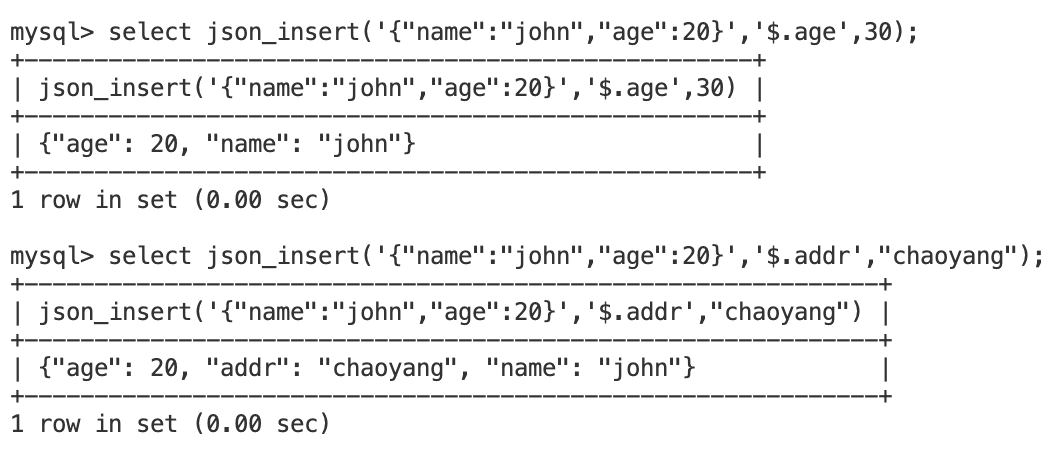 mysql> select json_insert('{"name":"john","age":20}','$.age',30);
+-----------------------------------------------------+
| json_insert('{"name":"john","age":20}','$.age',30) |
+-----------------------------------------------------+
| {"age": 20, "name": "john"}                         |
+-----------------------------------------------------+
1 row in set (0.00 sec)
mysql> select json_insert('{"name":"john","age":20}','$.addr',"chaoyang");
+--------------------------------------------------------------+
| json_insert('{"name":"john","age":20}','$.addr',"chaoyang") |
+--------------------------------------------------------------+
| {"age": 20, "addr": "chaoyang", "name": "john"}              |
+--------------------------------------------------------------+
1 row in set (0.00 sec)